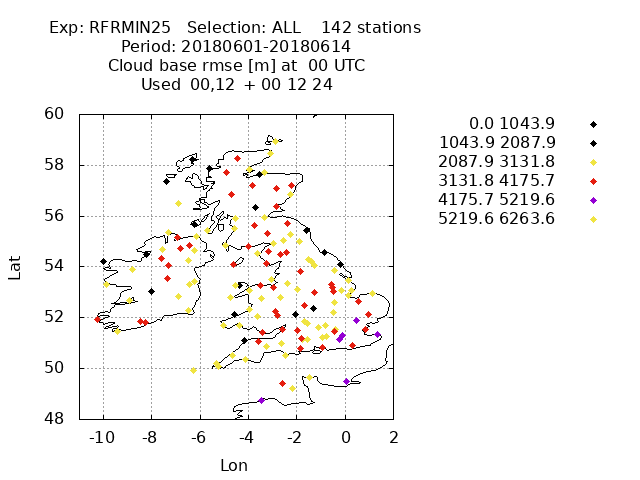 Exp: RFRMIN25   Selection: ALL    142 stations
Period: 20180601-20180614
Cloud base rmse [m] at  00 UTC
Used  00,12  + 00 12 24
0.0 1043.9
1043.9 2087.9
2087.9 3131.8
3131.8 4175.7
4175.7 5219.6
5219.6 6263.6
60
58
56
54
52
50
48
Lat
-10 -8 -6 -4 -2 0 2
Lon